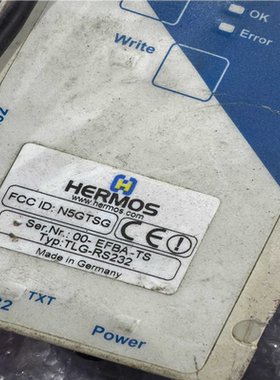 OK
Error
Write
HERMOS
www.hermos.com
FCC ID: N5GTSG
CE
Ser.Nr.: 00- EFBA-TS
Typ:TLG-RS232
Made in Germany
TXT
Power